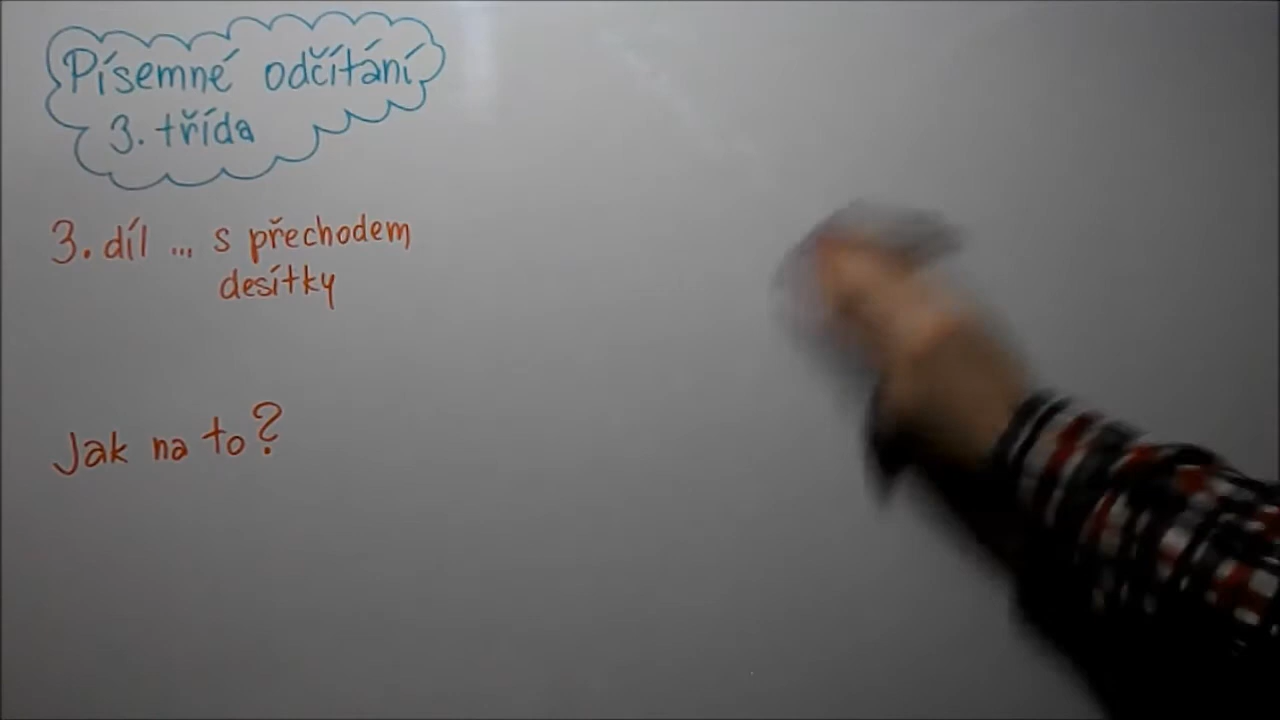 Písemné odčítání
3. třída
3. díl ... s přechodem
desítky
Jak na to?